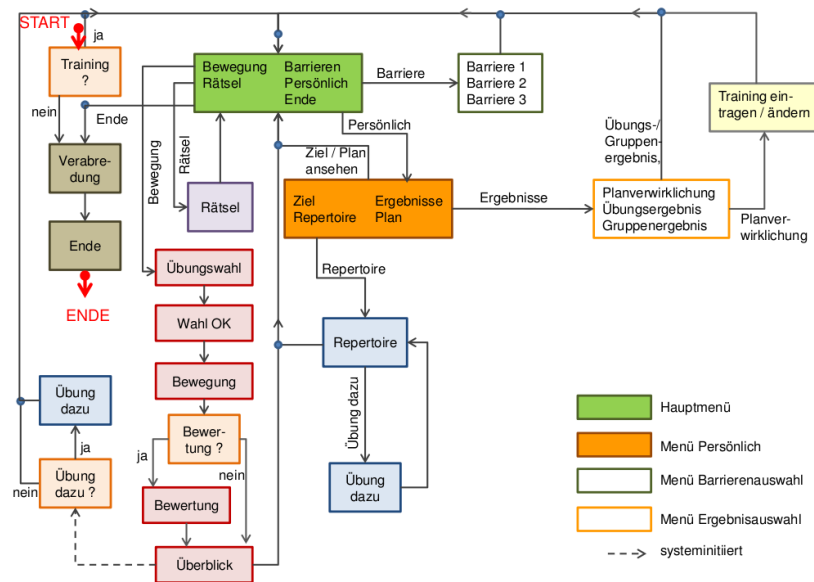 START
ja
Training
?
nein
Ende
Verabre-
dung
Ende
ENDE
Bewegung
Rätsel
Barrieren
Persönlich
Ende
Barriere
Barriere 1
Barriere 2
Barriere 3
Training ein-
tragen / ändern
Bewegung
Rätsel
Rätsel
Persönlich
Ziel / Plan
ansehen
Übungs-/
Gruppen
ergebnis,
Ziel
Repertoire
Ergebnisse
Plan
Ergebnisse
Planverwirklichung
Übungsergebnis
Gruppenergebnis
Planver-
wirklichung
Übungswahl
Wahl OK
Bewegung
Bewer-
tung ?
ja
nein
Bewertung
Überblick
Repertoire
Repertoire
Übung dazu
Übung
dazu
Übung
dazu
ja
Übung
dazu ?
nein
Hauptmenü
Menü Persönlich
Menü Barrierenauswahl
Menü Ergebnisauswahl
systeminitiiert